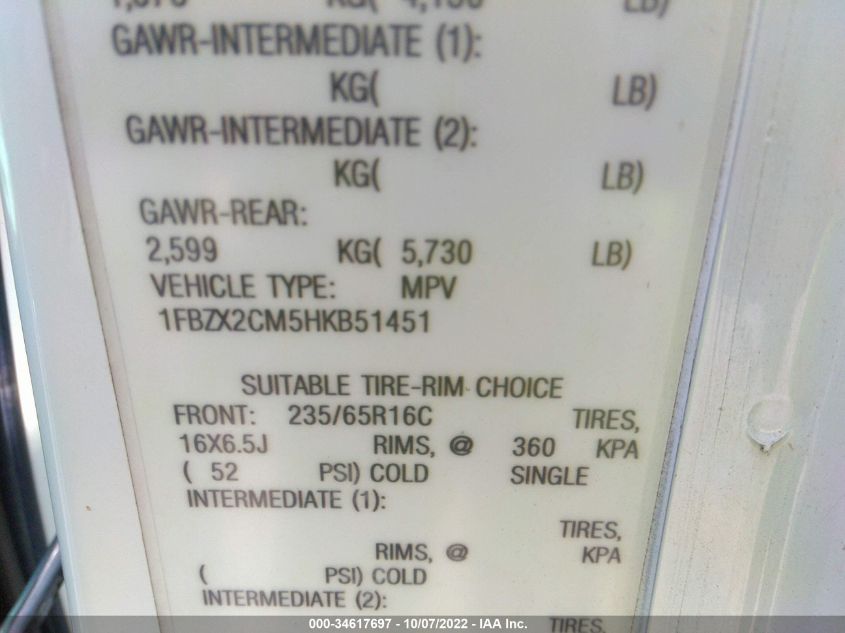 KG(
GAWR-INTERMEDIATE (1):
KG( LB)
GAWR-INTERMEDIATE (2):
KG( LB)
GAWR-REAR:
2,599 KG( 5,730 LB)
VEHICLE TYPE: MPV
1FBZX2CM5HKB51451
SUITABLE TIRE-RIM CHOICE
FRONT: 235/65R16C TIRES,
16X6.5J RIMS, @ 360 KPA
( 52 PSI) COLD SINGLE
INTERMEDIATE (1):
TIRES,
RIMS, @ KPA
( PSI) COLD
INTERMEDIATE (2):
TIRES,
000-34617697 - 10/07/2022 - IAA Inc.